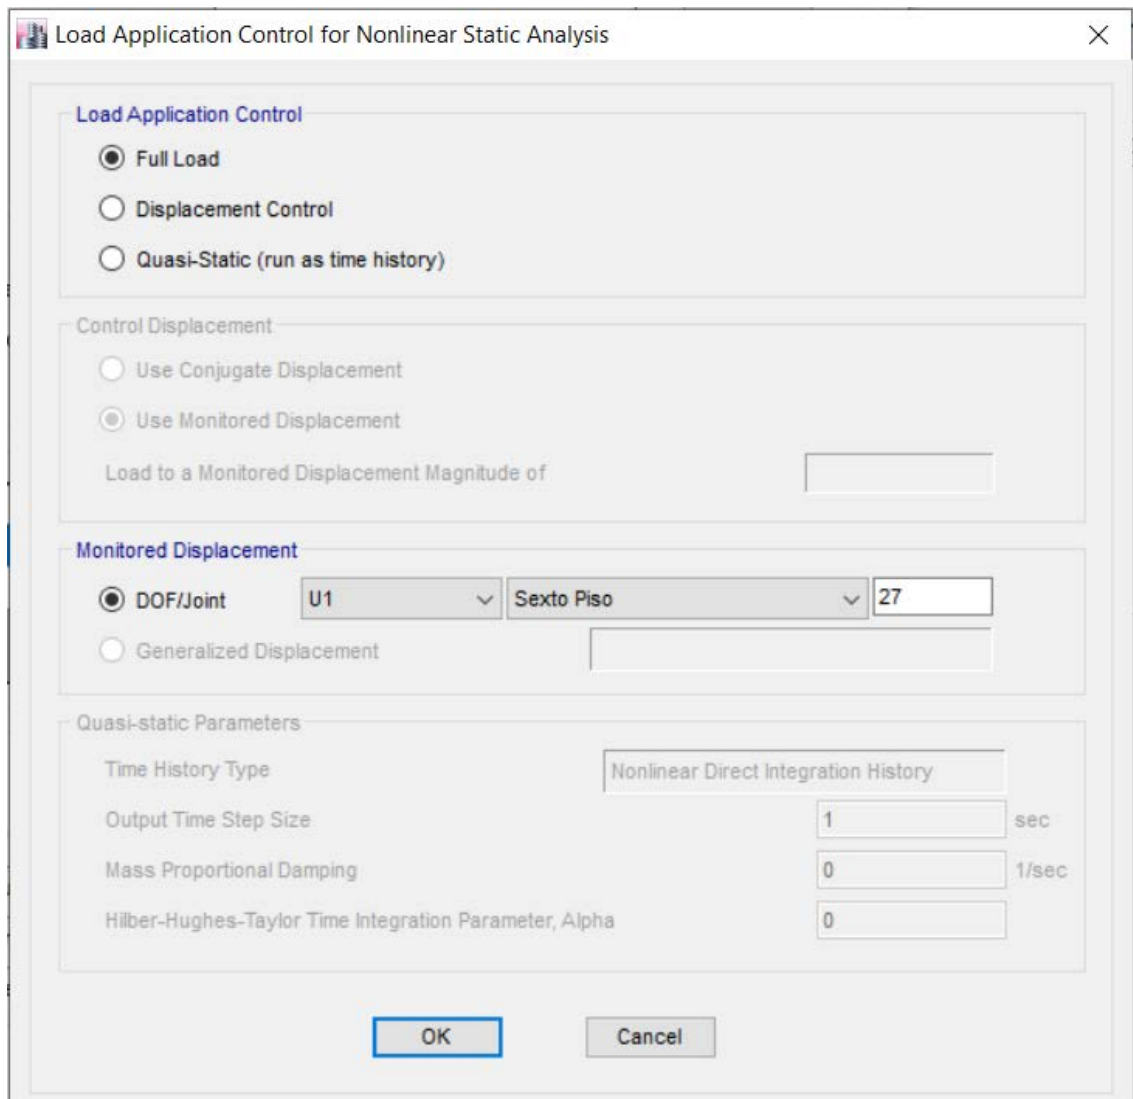 Load Application Control for Nonlinear Static Analysis
Load Application Control
Full Load
Displacement Control
Quasi-Static (run as time history)
Control Displacement
Use Conjugate Displacement
Use Monitored Displacement
Load to a Monitored Displacement Magnitude of
Monitored Displacement
DOF/Joint U1 Sexto Piso 27
Generalized Displacement
Quasi-static Parameters
Time History Type Nonlinear Direct Integration History
Output Time Step Size 1 sec
Mass Proportional Damping 0 1/sec
Hilber-Hughes-Taylor Time Integration Parameter, Alpha 0
OK Cancel